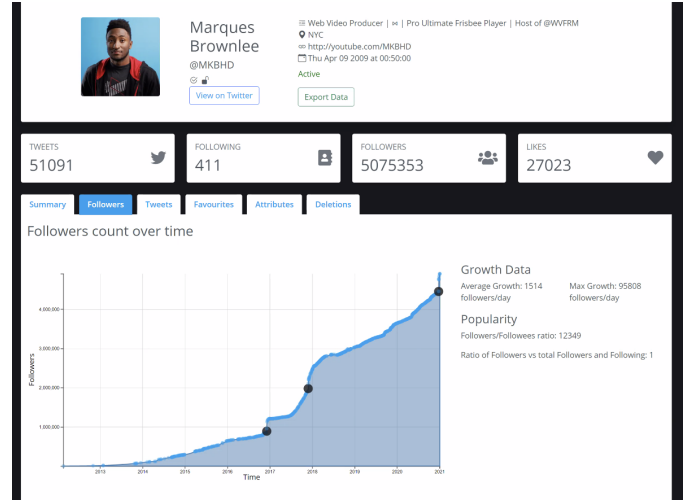 Marques
Brownlee
@MKBHD
View on Twitter
Web Video Producer | ∞ | Pro Ultimate Frisbee Player | Host of @WVFRM
NYC
http://youtube.com/MKBHD
Thu Apr 09 2009 at 00:50:00
Active
Export Data
TWEETS
51091
FOLLOWING
411
FOLLOWERS
5075353
LIKES
27023
Summary Followers Tweets Favourites Attributes Deletions
Followers count over time
4,000,000
3,000,000
2,000,000
1,000,000
Followers
2013 2014 2015 2016 2017 2018 2019 2020 2021
Time
Growth Data
Average Growth: 1514
followers/day
Max Growth: 95808
followers/day
Popularity
Followers/Followees ratio: 12349
Ratio of Followers vs total Followers and Following: 1